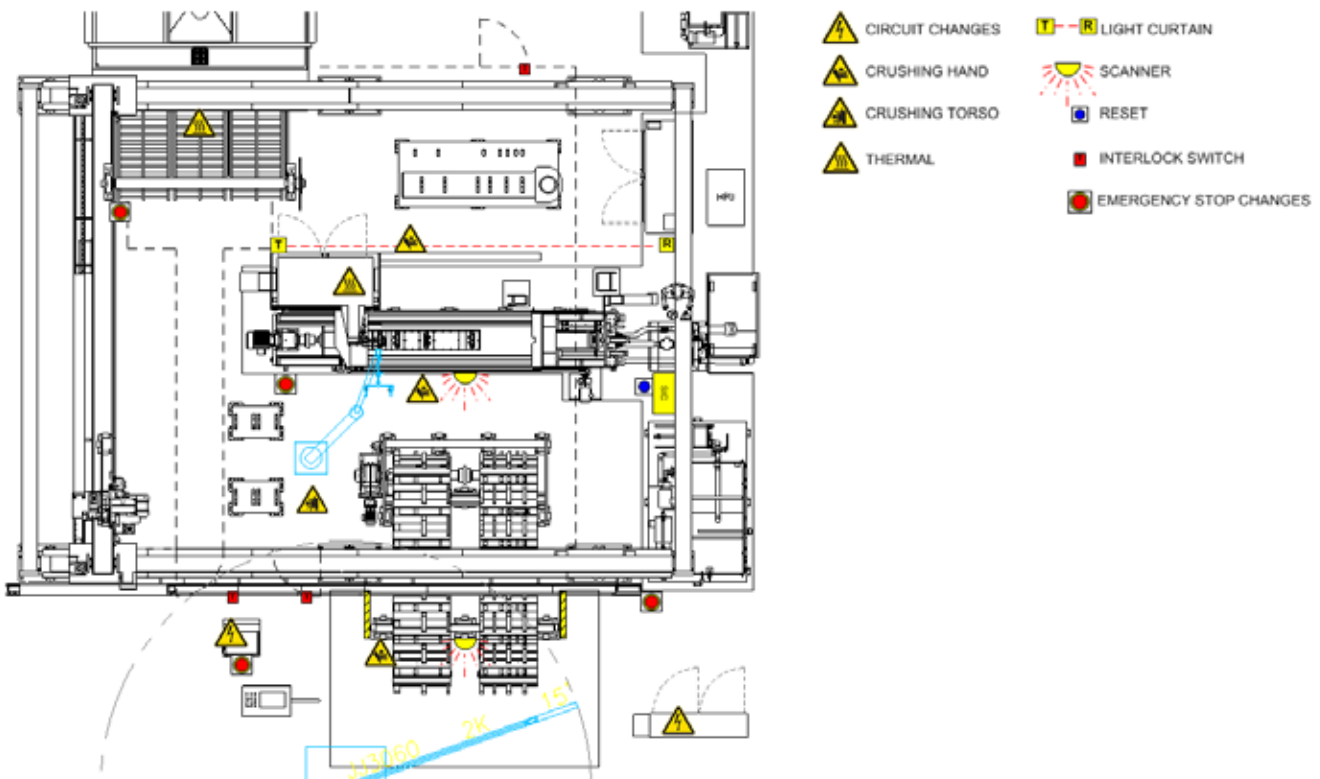 CIRCUIT CHANGES
T R LIGHT CURTAIN
CRUSHING HAND
SCANNER
CRUSHING TORSO
RESET
THERMAL
INTERLOCK SWITCH
EMERGENCY STOP CHANGES
HPU
T R
15'
2K
JJ3060